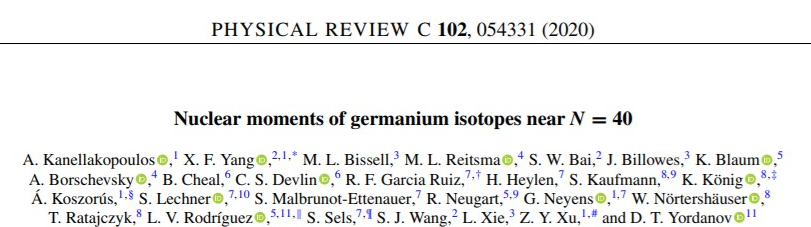 PHYSICAL REVIEW C 102, 054331 (2020)
Nuclear moments of germanium isotopes near N = 40
A. Kanellakopoulos,1 X. F. Yang,2,1,* M. L. Bissell,3 M. L. Reitsma,4 S. W. Bai,2 J. Billowes,3 K. Blaum,5
A. Borschevsky,4 B. Cheal,6 C. S. Devlin,6 R. F. Garcia Ruiz,7,† H. Heylen,7 S. Kaufmann,8,9 K. König,8,‡
Á. Koszorús,1,§ S. Lechner,7,10 S. Malbrunot-Ettenauer,7 R. Neugart,5,9 G. Neyens,1,7 W. Nörtershäuser,8
T. Ratajczyk,8 L. V. Rodríguez,5,11,|| S. Sels,7,¶ S. J. Wang,2 L. Xie,3 Z. Y. Xu,1,# and D. T. Yordanov11